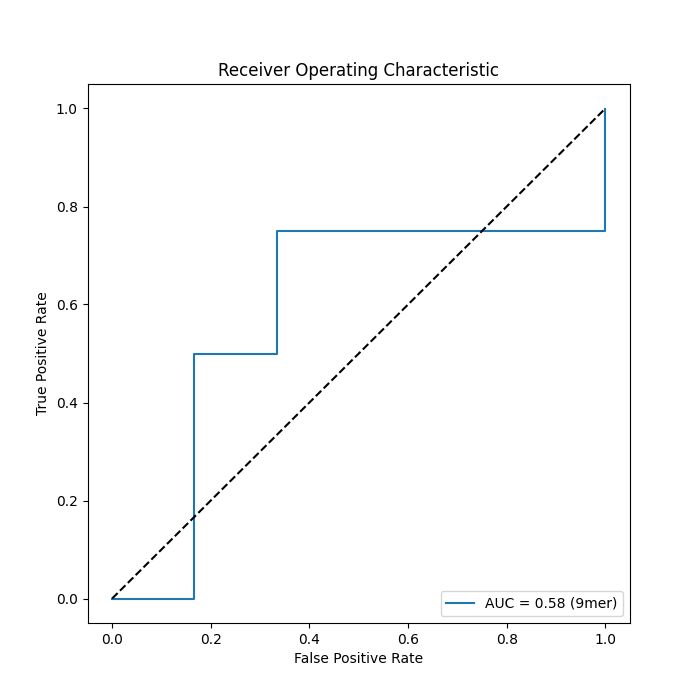 Receiver Operating Characteristic
True Positive Rate
1.0
0.8
0.6
0.4
0.2
0.0
AUC = 0.58 (9mer)
0.0 0.2 0.4 0.6 0.8 1.0
False Positive Rate